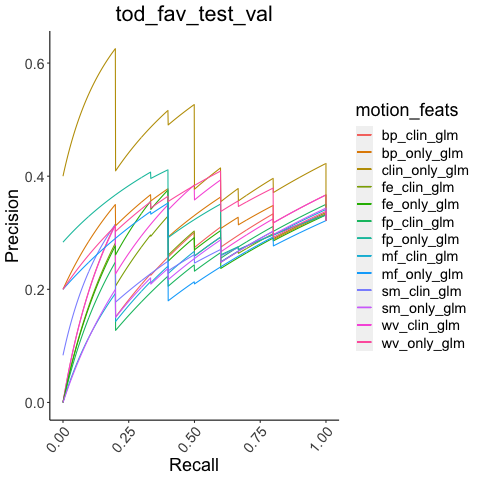 tod_fav_test_val
Precision
0.6
0.4
0.2
0.0
0.00
0.25
0.50
0.75
1.00
Recall
motion_feats
bp_clin_glm
bp_only_glm
clin_only_glm
fe_clin_glm
fe_only_glm
fp_clin_glm
fp_only_glm
mf_clin_glm
mf_only_glm
sm_clin_glm
sm_only_glm
wv_clin_glm
wv_only_glm